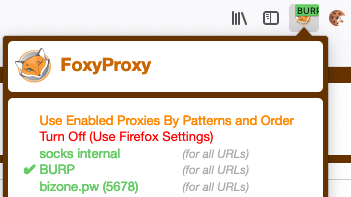 BURP
FoxyProxy
Use Enabled Proxies By Patterns and Order
Turn Off (Use Firefox Settings)
socks internal (for all URLs)
✔ BURP (for all URLs)
bizone.pw (5678) (for all URLs)